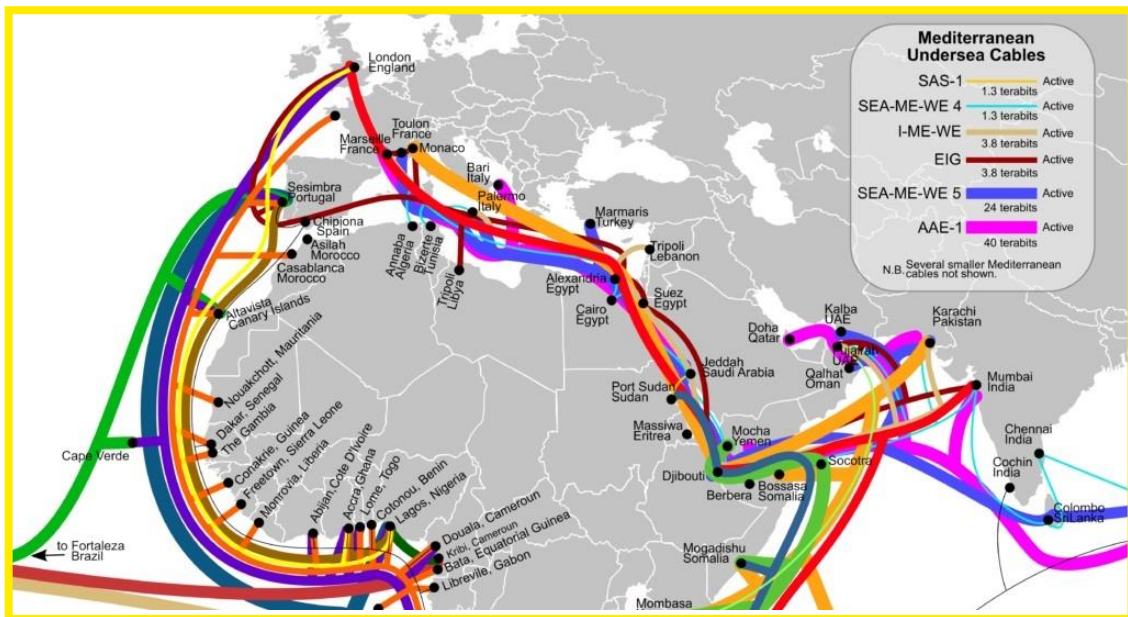 London
England
Toulon
France
Marseille
France
Monaco
Bari
Italy
Palermo
Italy
Marmaris
Turkey
Sesimbra
Portugal
Chipiona
Spain
Asilah
Morocco
Casablanca
Morocco
Annaba
Algeria
Bizerte
Tunisia
Tripoli
Libya
Tripoli
Lebanon
Alexandria
Egypt
Cairo
Egypt
Suez
Egypt
Altavista
Canary Islands
Nouakchott, Mauritania
Dakar, Senegal
The Gambia
Cape Verde
Conakrie, Guinea
Freetown, Sierra Leone
Monrovia, Liberia
Abijan, Cote D'Ivoire
Accra, Ghana
Lome, Togo
Cotonou, Benin
Lagos, Nigeria
Douala, Cameroun
Kribi, Cameroun
Bata, Equatorial Guinea
Libreville, Gabon
to Fortaleza
Brazil
Doha
Qatar
Kalba
UAE
UAE
Qalhat
Oman
Karachi
Pakistan
Jeddah
Saudi Arabia
Port Sudan
Sudan
Massiwa
Eritrea
Mocha
Yemen
Djibouti
Berbera
Bossasa
Somalia
Socotra
Mogadishu
Somalia
Mombasa
Mumbai
India
Chennai
India
Cochin
India
Colombo
SriLanka
Mediterranean
Undersea Cables
SAS-1 Active
1.3 terabits
SEA-ME-WE 4 Active
1.3 terabits
I-ME-WE Active
3.8 terabits
EIG Active
3.8 terabits
SEA-ME-WE 5 Active
24 terabits
AAE-1 Active
40 terabits
N.B. Several smaller Mediterranean
cables not shown.